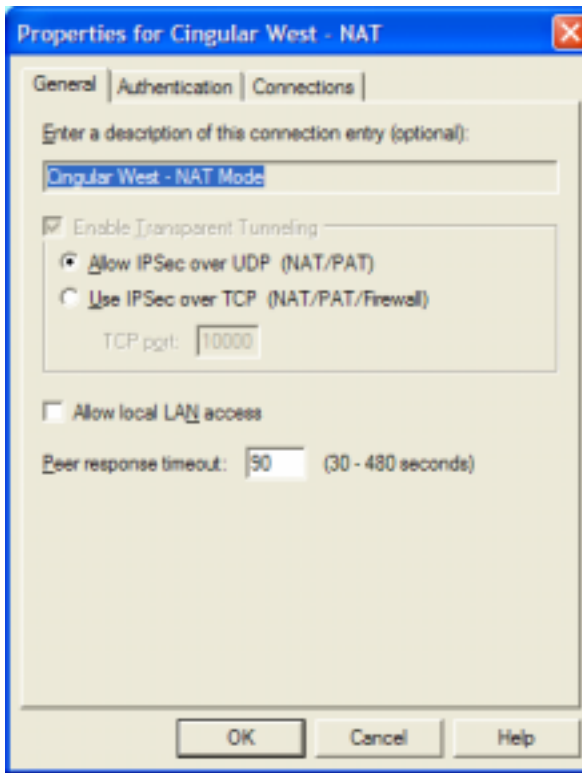 Properties for Cingular West - NAT
General Authentication Connections
Enter a description of this connection entry (optional):
Cingular West - NAT Mode
Enable Transparent Tunneling
Allow IPSec over UDP (NAT/PAT)
Use IPSec over TCP (NAT/PAT/Firewall)
TCP port: 10000
Allow local LAN access
Peer response timeout: 90 (30 - 480 seconds)
OK Cancel Help